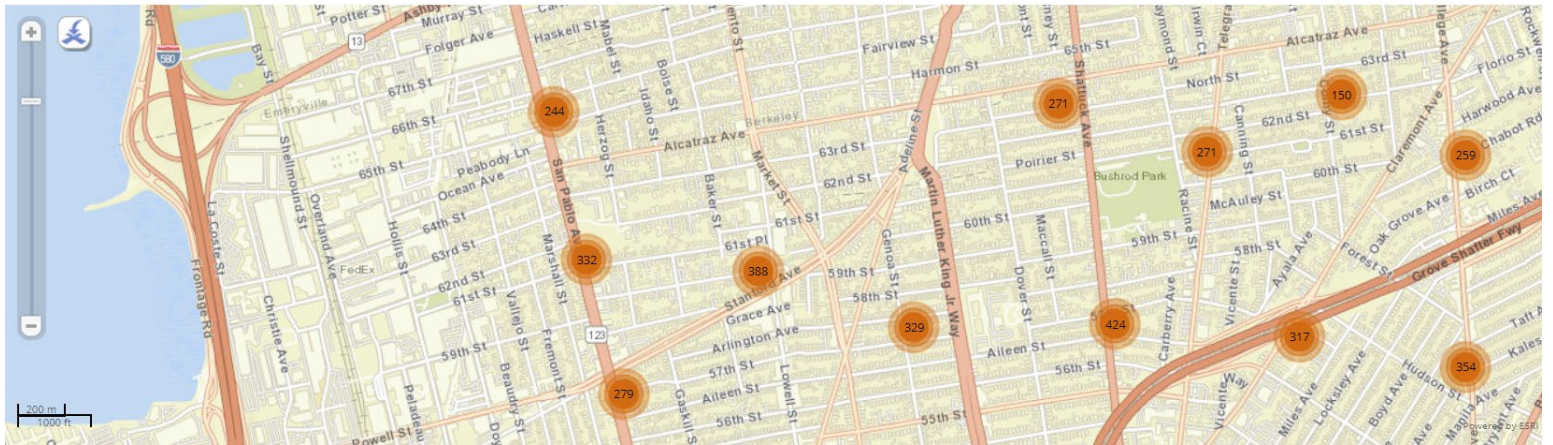 Potter St
Murray St
Ashby
Haskell St
Mabel St
Folger Ave
13
580
Bay St
67th St
Emeryville
66th St
65th St
Shellmound St
Overland Ave
Peabody Ln
Ocean Ave
64th St
63rd St
62nd St
61st St
Hollis St
FedEx
La Coste St
Frontage Rd
Christie Ave
59th St
Peladeau
Powell St
Beaudry St
Vallejo St
Fremont St
Marshall St
San Pablo Ave
123
244
332
279
Herzog St
Idaho St
Boise St
Alcatraz Ave
Berkeley
Baker St
Market St
63rd St
62nd St
61st St
61st Pl
388
Stanford Ave
59th St
58th St
Grace Ave
Arlington Ave
57th St
Aileen St
56th St
Gaskill St
Lowell St
Fairview St
Harmon St
65th St
Adeline St
Martin Luther King Jr Way
Genoa St
329
60th St
Poirier St
Maccall St
Dover St
Aileen St
56th St
55th St
271
Shattuck Ave
Bushrod Park
424
59th St
Racine St
Carberry Ave
Irwin Ct
North St
Alcatraz Ave
63rd St
62nd St
61st St
60th St
150
271
Canning St
Colby St
McAuley St
58th St
Vicente St
Ayala Ave
Forest St
Oak Grove Ave
Claremont Ave
259
Florio St
Harwood Ave
Chabot Rd
Birch Ct
Miles Ave
Grove Shafter Fwy
317
354
Hudson St
Miles Ave
Locksley Ave
Boyd Ave
Manila Ave
Way
Vicente
Taft A
Kales
200 m
1000 ft
Powered by ESRI